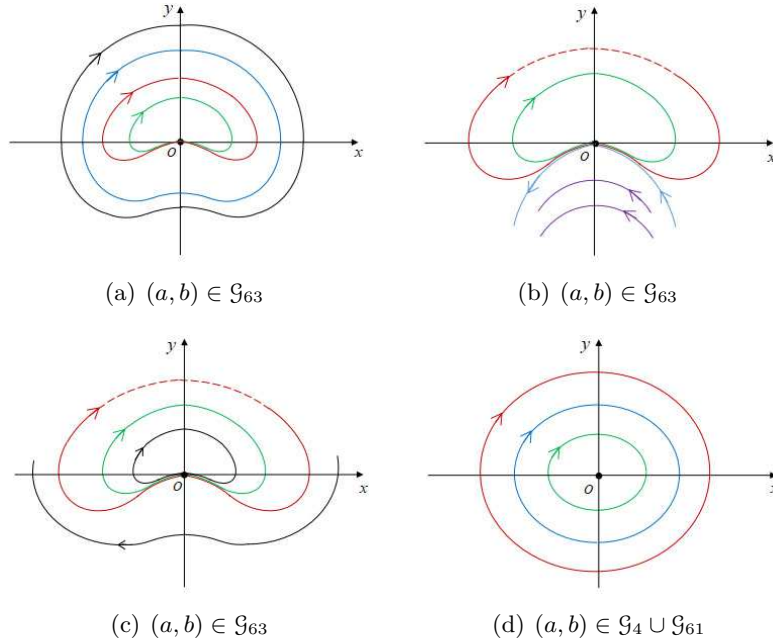 y
y
x
x
O
O
(a) (a, b) ∈ 𝒢₆₃
(b) (a, b) ∈ 𝒢₆₃
y
y
x
x
O
O
(c) (a, b) ∈ 𝒢₆₃
(d) (a, b) ∈ 𝒢₄ ∪ 𝒢₆₁